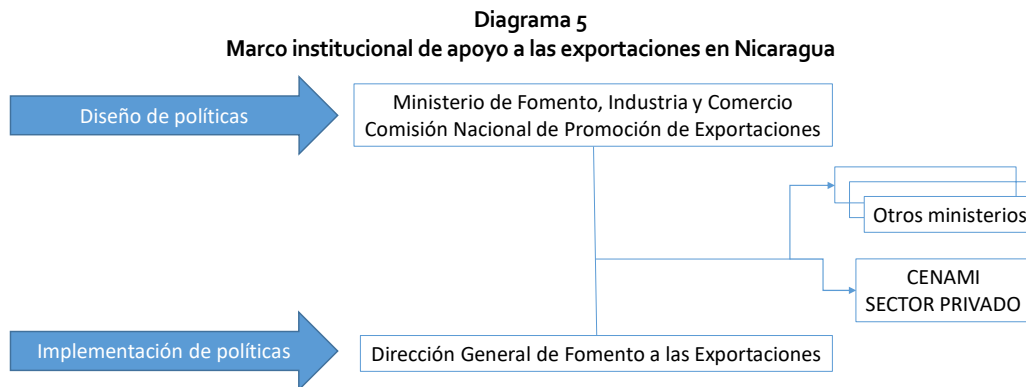 Diagrama 5
Marco institucional de apoyo a las exportaciones en Nicaragua
Diseño de políticas
Ministerio de Fomento, Industria y Comercio
Comisión Nacional de Promoción de Exportaciones
Otros ministerios
CENAMI
SECTOR PRIVADO
Implementación de políticas
Dirección General de Fomento a las Exportaciones